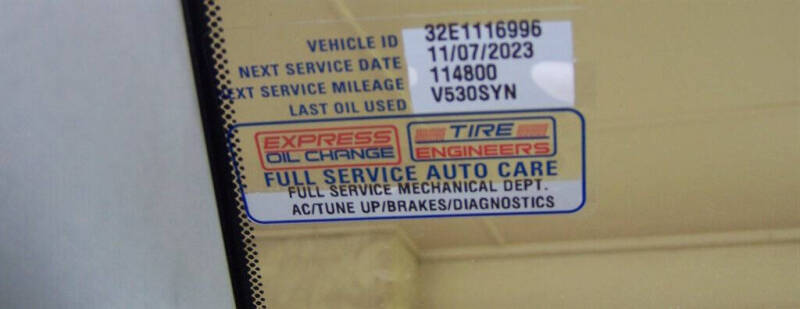 VEHICLE ID 32E1116996
NEXT SERVICE DATE 11/07/2023
EXT SERVICE MILEAGE 114800
LAST OIL USED V530SYN
EXPRESS OIL CHANGE
TIRE ENGINEERS
FULL SERVICE AUTO CARE
FULL SERVICE MECHANICAL DEPT.
AC/TUNE UP/BRAKES/DIAGNOSTICS